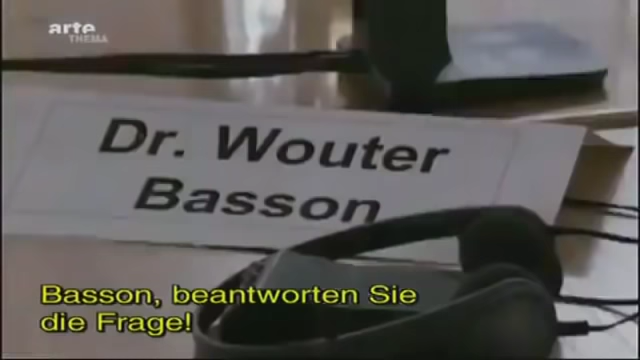 arte
THEMA
Dr. Wouter
Basson
Basson, beantworten Sie
die Frage!